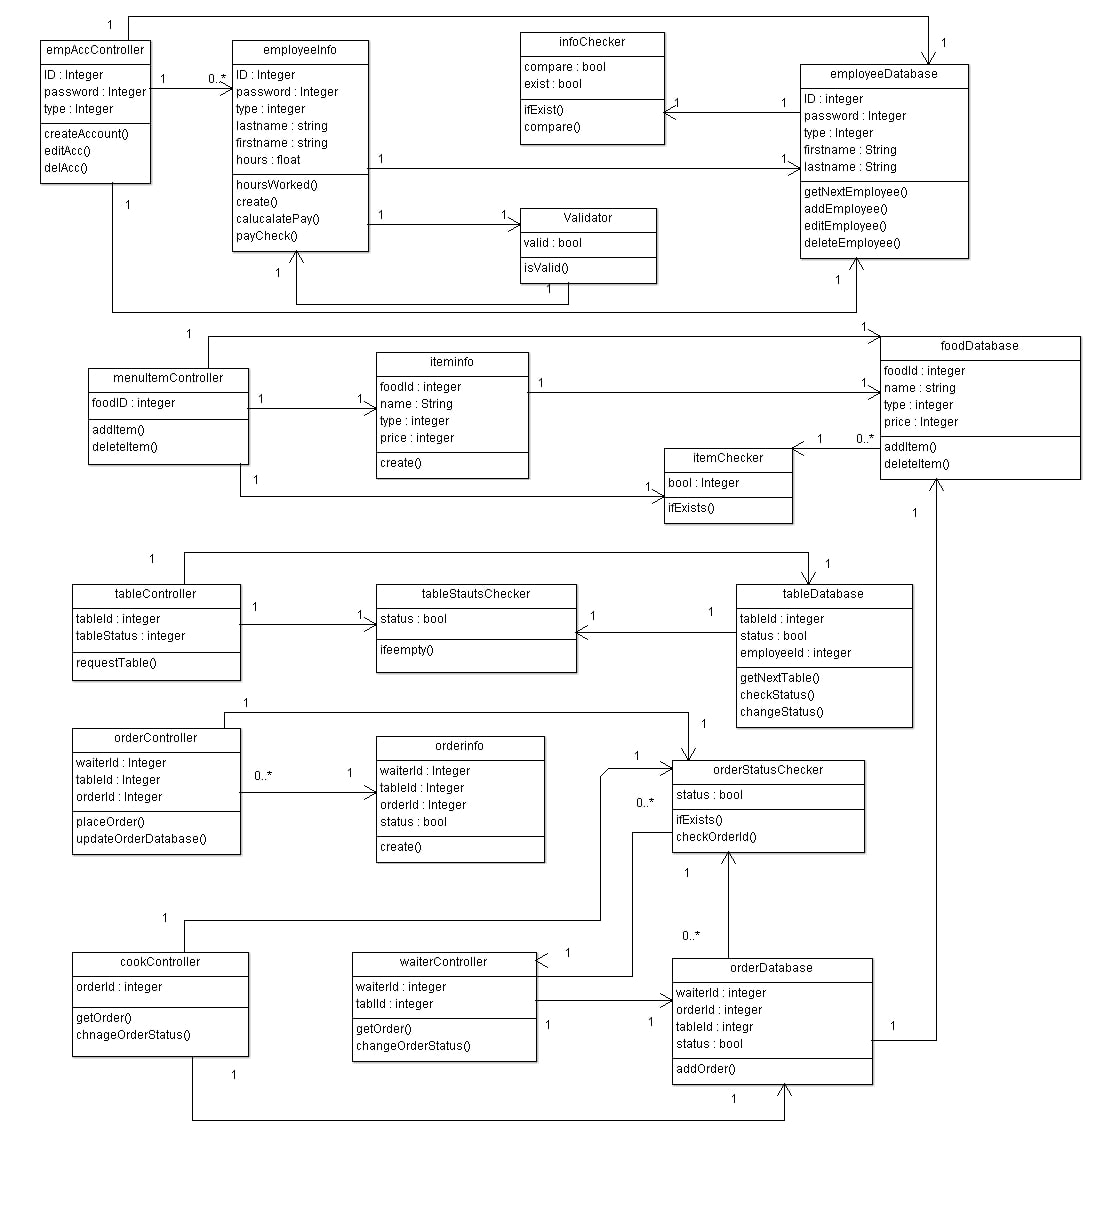 1
1
empAccController
ID : Integer
password : Integer
type : Integer
createAccount()
editAcc()
delAcc()
1
0..*
1
employeeInfo
ID : Integer
password : Integer
type : integer
lastname : string
firstname : string
hours : float
hoursWorked()
create()
calucalatePay()
payCheck()
1
1
1
1
1
infoChecker
compare : bool
exist : bool
ifExist()
compare()
1
1
Validator
valid : bool
isValid()
1
employeeDatabase
ID : integer
password : Integer
type : Integer
firstname : String
lastname : String
getNextEmployee()
addEmployee()
editEmployee()
deleteEmployee()
1
1
1
menuItemController
foodID : integer
addItem()
deleteItem()
1
1
1
iteminfo
foodId : integer
name : String
type : integer
price : integer
create()
1
1
foodDatabase
foodId : integer
name : string
type : integer
price : Integer
addItem()
deleteItem()
1
0..*
itemChecker
bool : Integer
ifExists()
1
1
1
1
tableController
tableId : integer
tableStatus : integer
requestTable()
1
1
tableStautsChecker
status : bool
ifeempty()
1
1
tableDatabase
tableId : integer
status : bool
employeeId : integer
getNextTable()
checkStatus()
changeStatus()
1
1
orderController
waiterId : Integer
tableId : Integer
orderId : Integer
placeOrder()
updateOrderDatabase()
0..*
1
orderinfo
waiterId : Integer
tableId : Integer
orderId : Integer
status : bool
create()
1
0..*
orderStatusChecker
status : bool
ifExists()
checkOrderId()
1
0..*
1
cookController
orderId : integer
getOrder()
chnageOrderStatus()
1
waiterController
waiterId : integer
tablId : integer
getOrder()
changeOrderStatus()
1
1
1
orderDatabase
waiterId : integer
orderId : integer
tableId : integr
status : bool
addOrder()
1
1